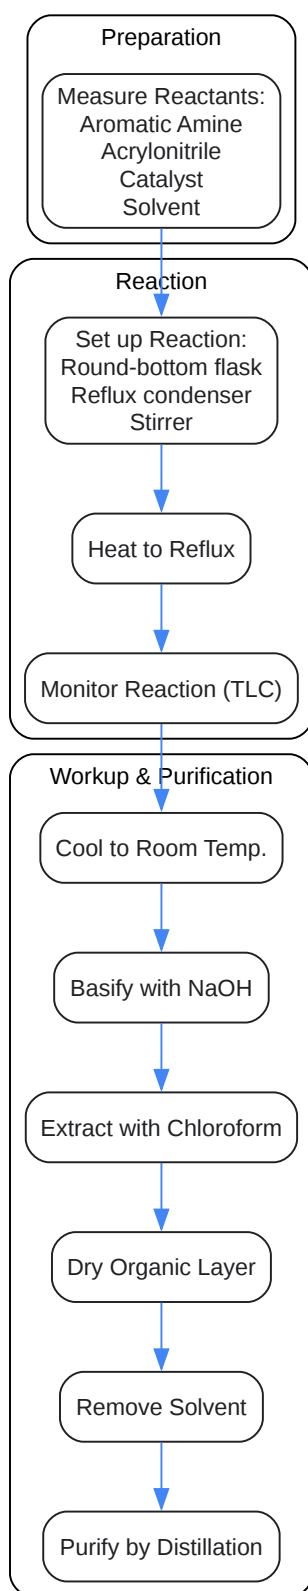 Preparation
Measure Reactants:
Aromatic Amine
Acrylonitrile
Catalyst
Solvent
Reaction
Set up Reaction:
Round-bottom flask
Reflux condenser
Stirrer
Heat to Reflux
Monitor Reaction (TLC)
Workup & Purification
Cool to Room Temp.
Basify with NaOH
Extract with Chloroform
Dry Organic Layer
Remove Solvent
Purify by Distillation